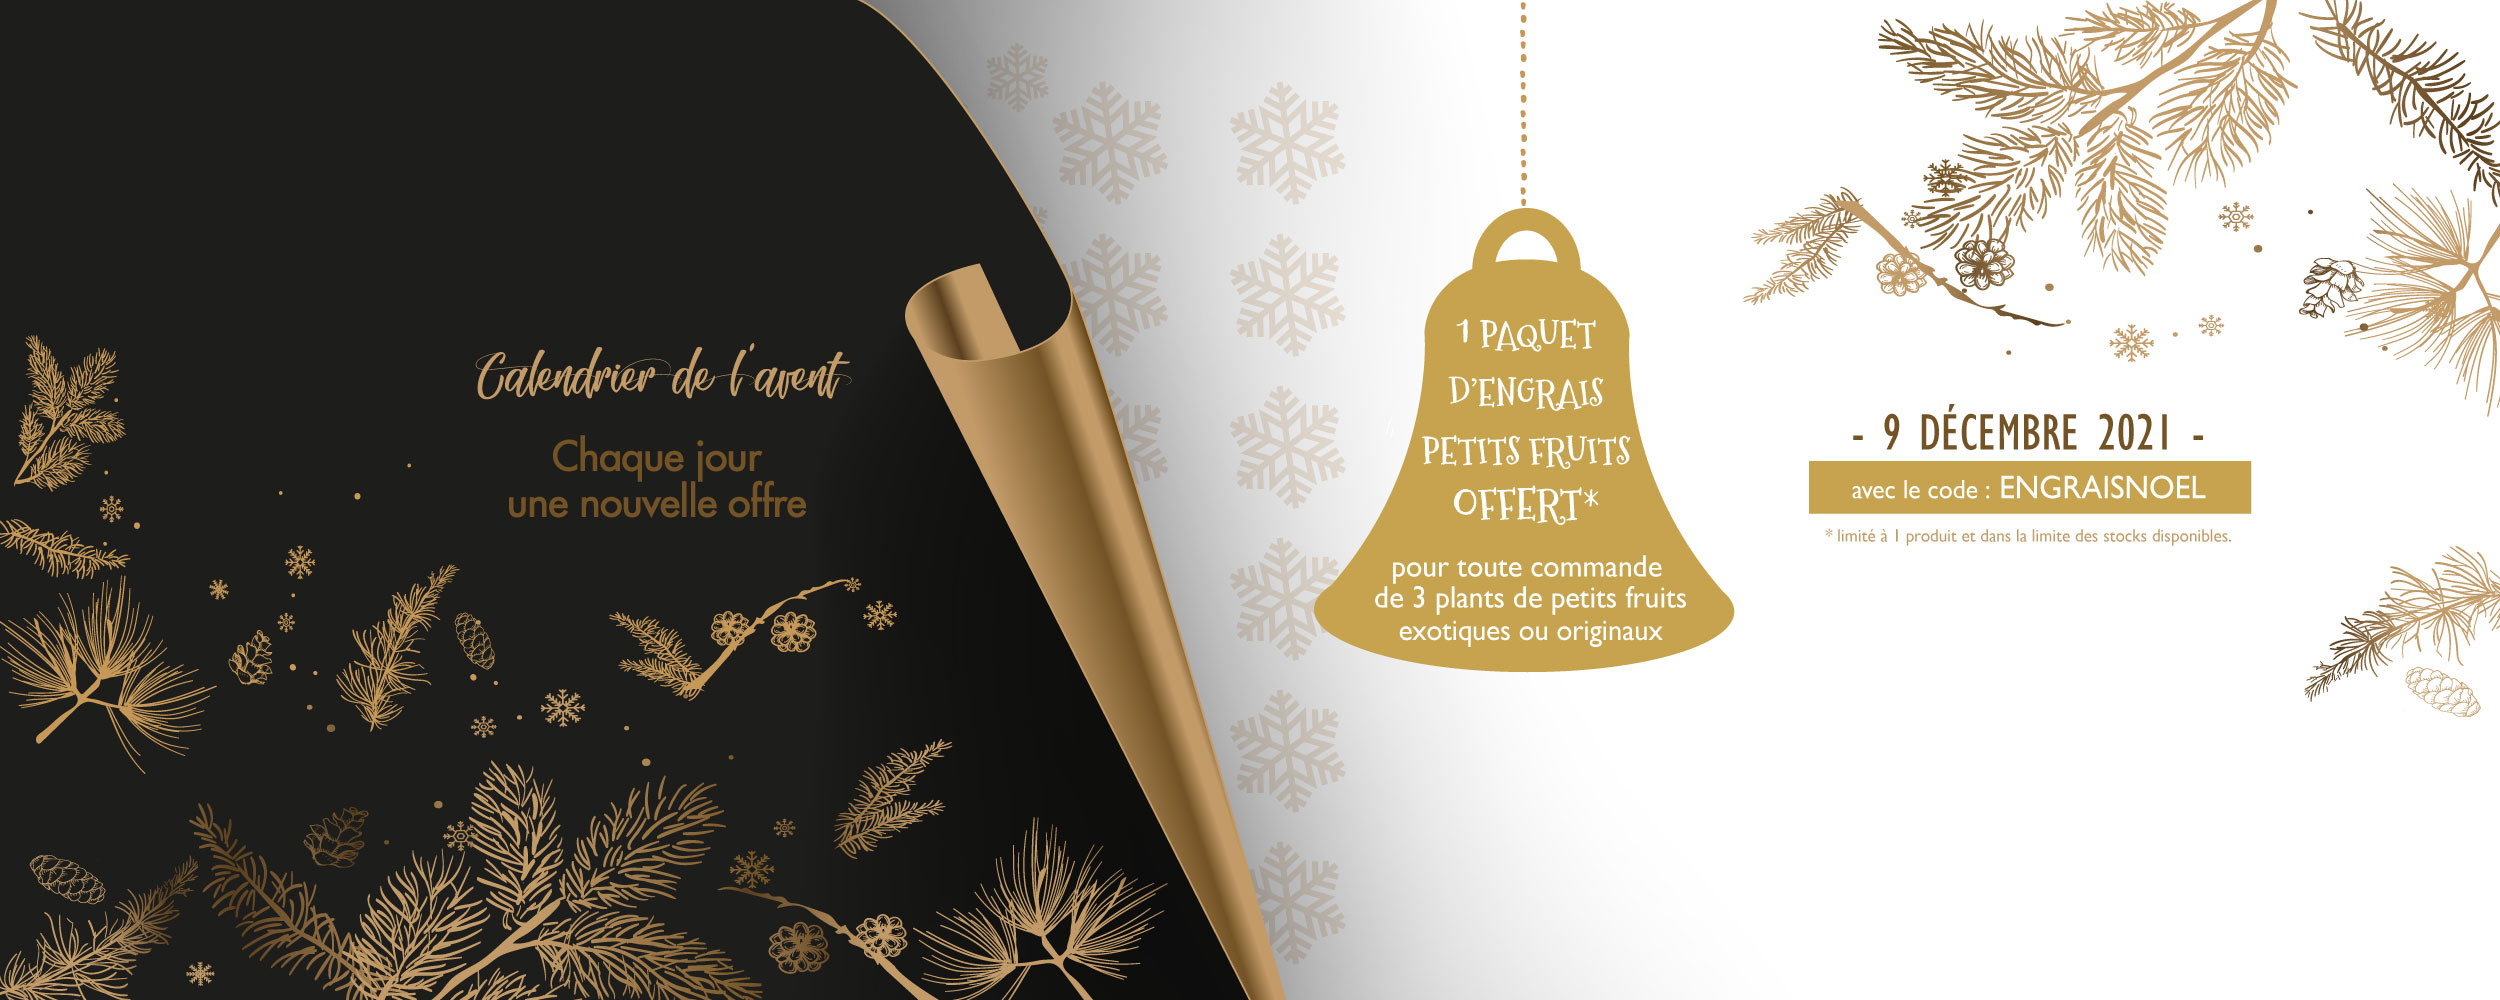 Calendrier de l'avent
Chaque jour
une nouvelle offre
1 PAQUET
D'ENGRAIS
PETITS FRUITS
OFFERT*
pour toute commande
de 3 plants de petits fruits
exotiques ou originaux
- 9 DÉCEMBRE 2021 -
avec le code : ENGRAISNOEL
* limité à 1 produit et dans la limite des stocks disponibles.